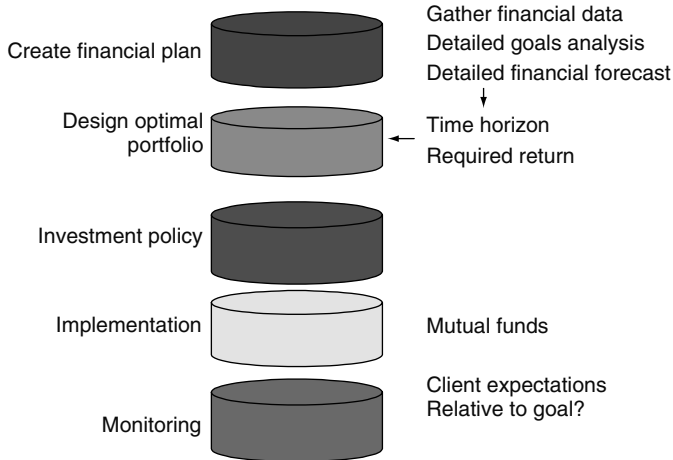 Create financial plan
Gather financial data
Detailed goals analysis
Detailed financial forecast
Design optimal
portfolio
Time horizon
Required return
Investment policy
Implementation
Mutual funds
Monitoring
Client expectations
Relative to goal?